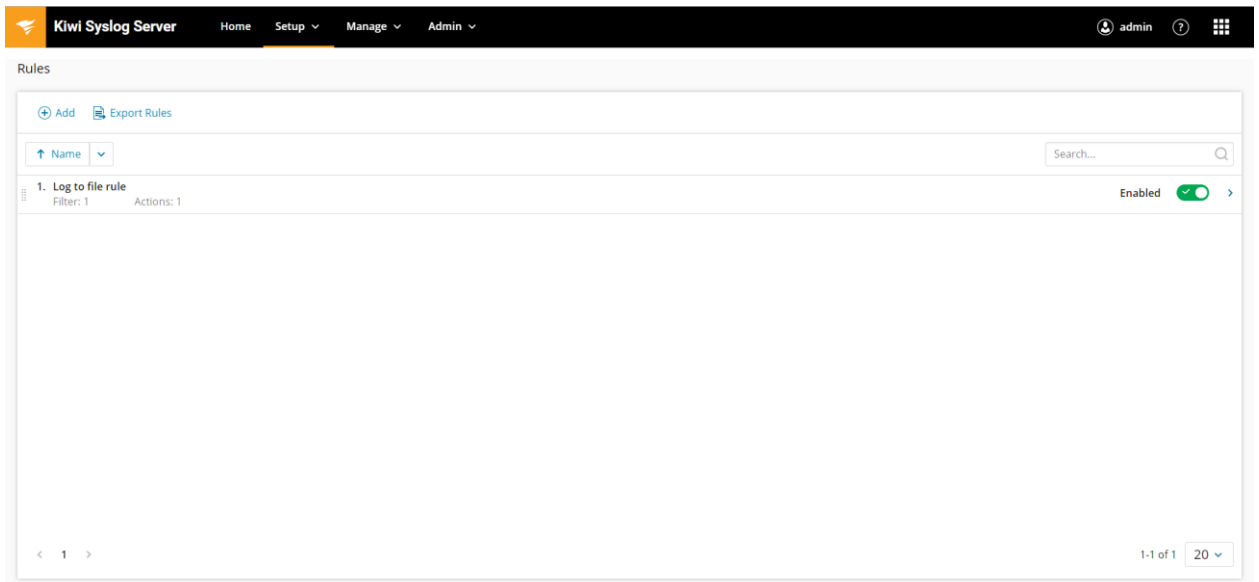 Kiwi Syslog Server Home Setup Manage Admin admin ?
Rules
Add Export Rules
Name Search...
1. Log to file rule
Filter: 1 Actions: 1 Enabled
1 1-1 of 1 20